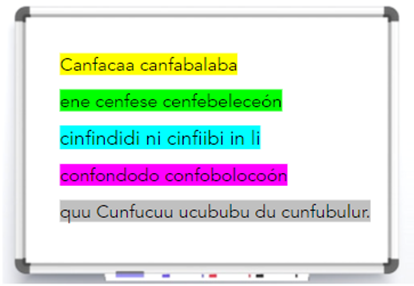 Canfacaa canfabalaba
ene cenfese cenfebeleceón
cinfindidi ni cinfiibi in li
confondodo confobolocoón
quu Cunfucuu ucububu du cunfubulur.